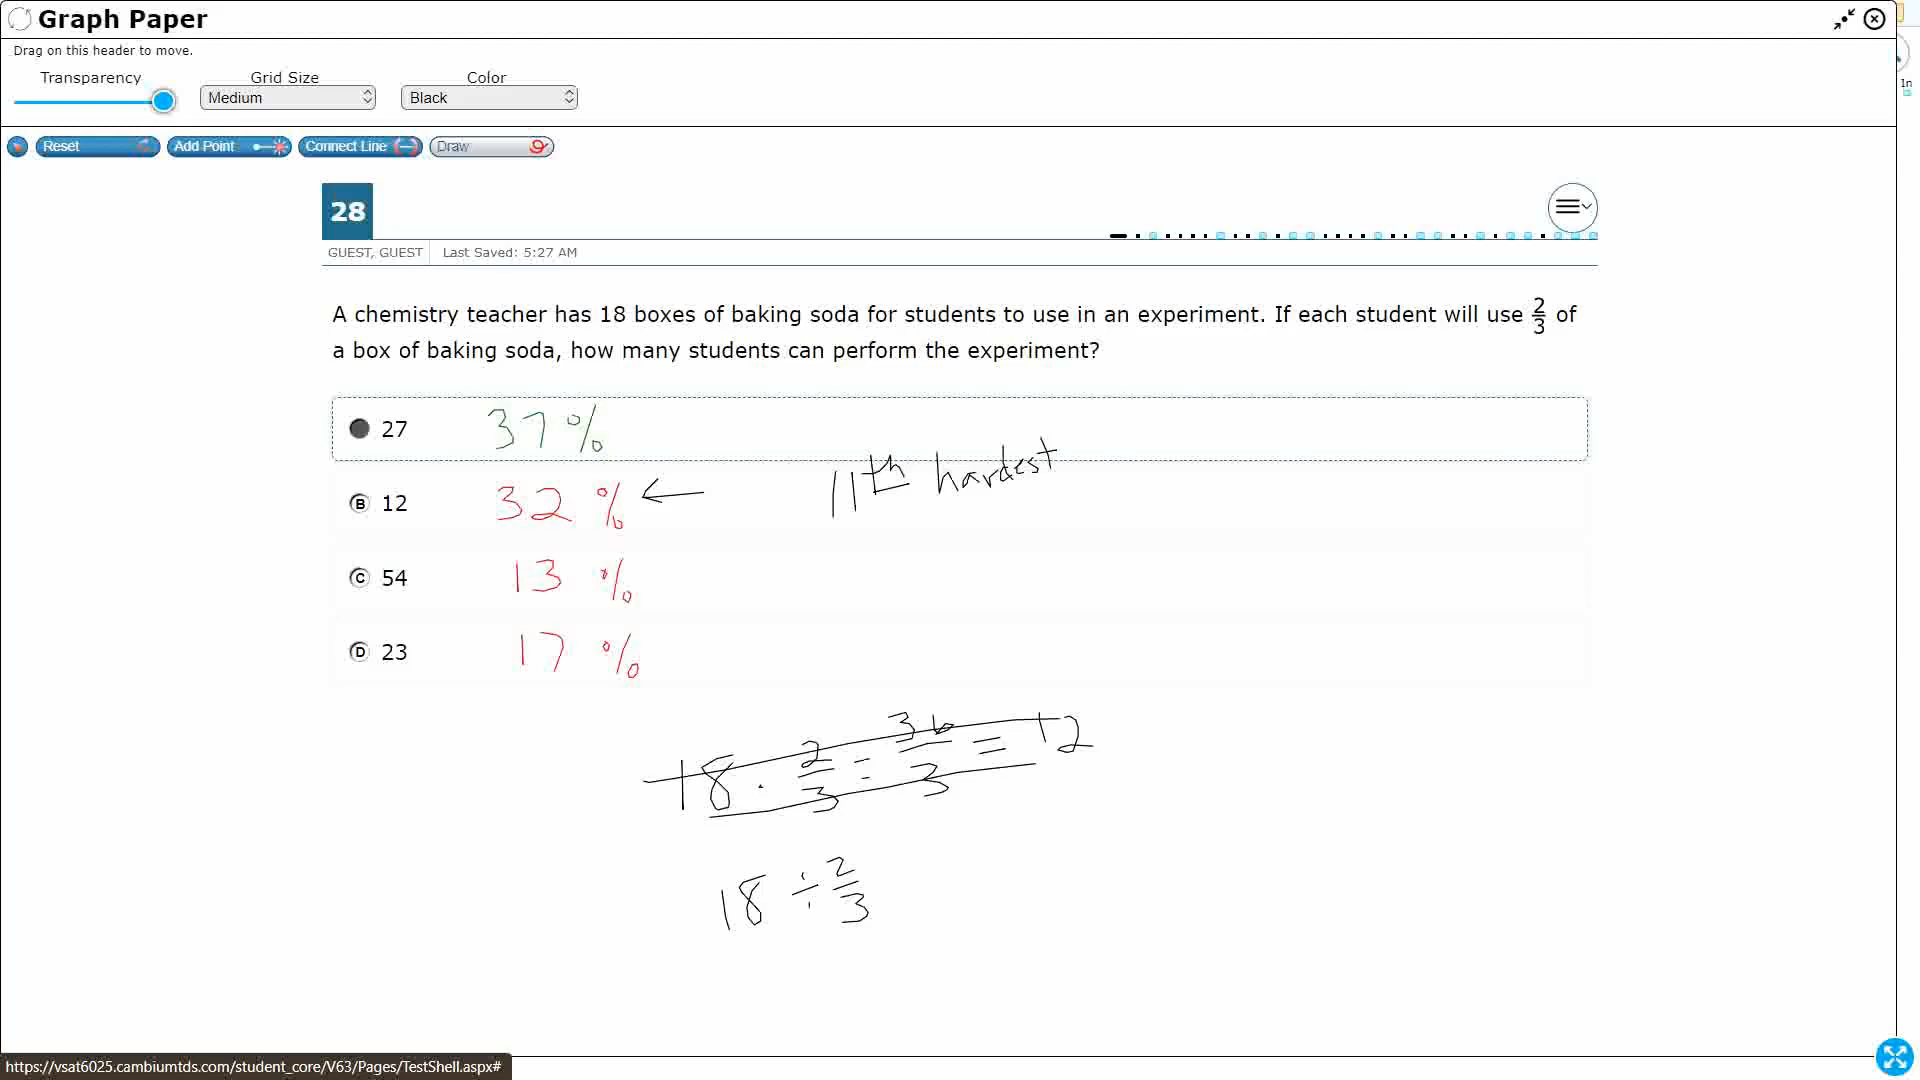 Graph Paper
Drag on this header to move.
Transparency Grid Size Color
Medium Black
Reset Add Point Connect Line Draw
28
GUEST, GUEST Last Saved: 5:27 AM
A chemistry teacher has 18 boxes of baking soda for students to use in an experiment. If each student will use 2/3 of
a box of baking soda, how many students can perform the experiment?
27 37%
11th hardest
B 12 32% ←
C 54 13%
D 23 17%
18 · 2/3 = 36/3 = 12
18 ÷ 2/3
https://vsat6025.cambiumtds.com/student_core/V63/Pages/TestShell.aspx#